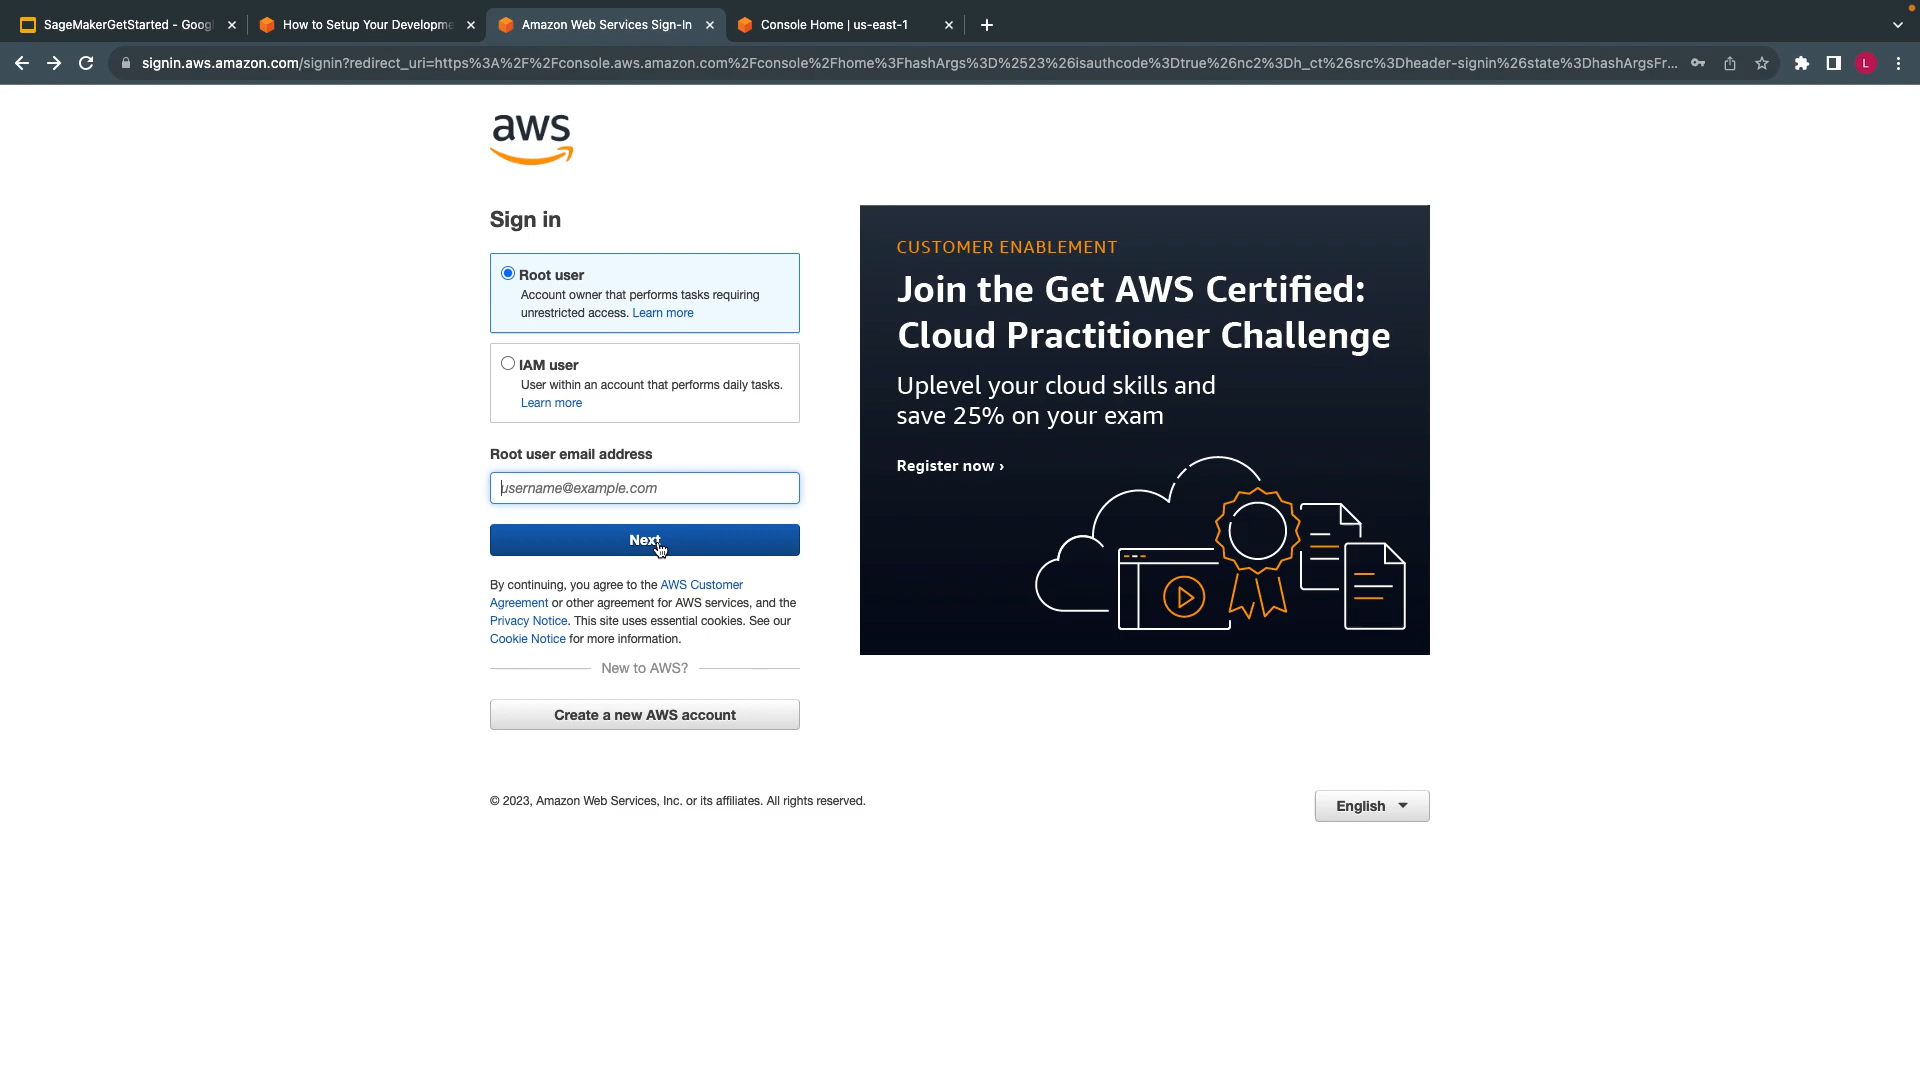 SageMakerGetStarted - Goog
How to Setup Your Developme
Amazon Web Services Sign-In
Console Home | us-east-1
signin.aws.amazon.com/signin?redirect_uri=https%3A%2F%2Fconsole.aws.amazon.com%2Fconsole%2Fhome%3FhashArgs%3D%2523%26isauthcode%3Dtrue%26nc2%3Dh_ct%26src%3Dheader-signin%26state%3DhashArgsFr...
L
aws
Sign in
Root user
Account owner that performs tasks requiring
unrestricted access. Learn more
IAM user
User within an account that performs daily tasks.
Learn more
Root user email address
username@example.com
Next
By continuing, you agree to the AWS Customer
Agreement or other agreement for AWS services, and the
Privacy Notice. This site uses essential cookies. See our
Cookie Notice for more information.
New to AWS?
Create a new AWS account
CUSTOMER ENABLEMENT
Join the Get AWS Certified:
Cloud Practitioner Challenge
Uplevel your cloud skills and
save 25% on your exam
Register now ›
© 2023, Amazon Web Services, Inc. or its affiliates. All rights reserved.
English